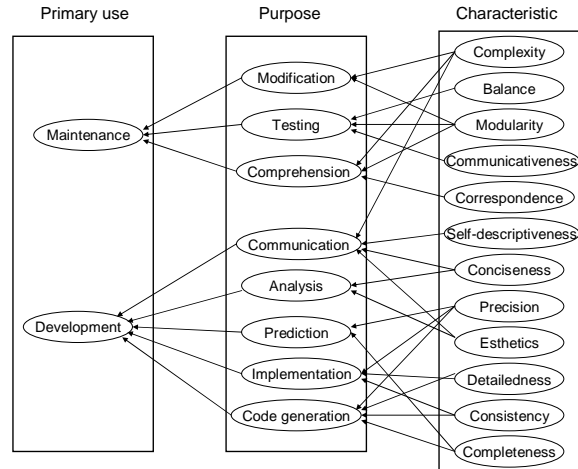 Primary use
Purpose
Characteristic
Maintenance
Development
Modification
Testing
Comprehension
Communication
Analysis
Prediction
Implementation
Code generation
Complexity
Balance
Modularity
Communicativeness
Correspondence
Self-descriptiveness
Conciseness
Precision
Esthetics
Detailedness
Consistency
Completeness